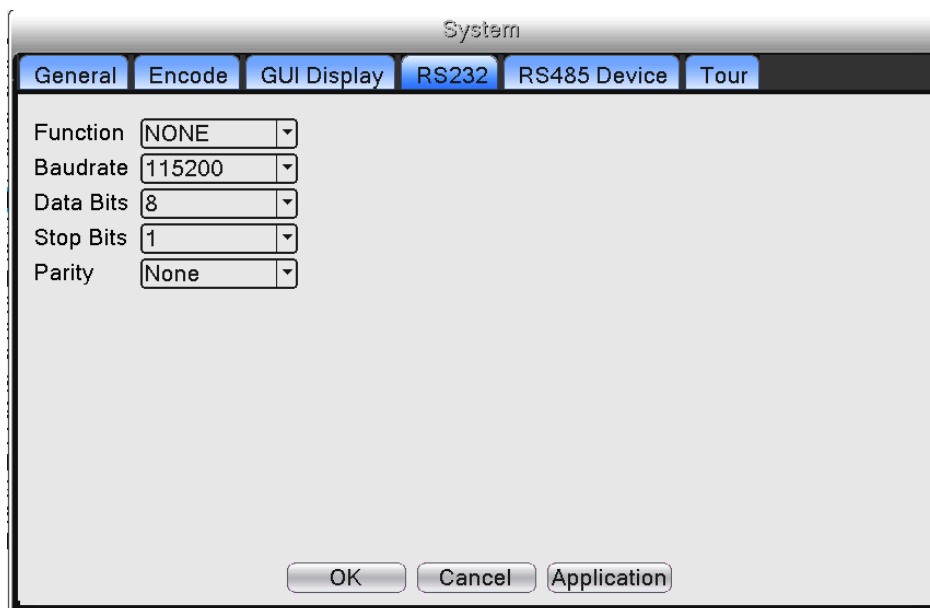 System
General Encode GUI Display RS232 RS485 Device Tour
Function NONE
Baudrate 115200
Data Bits 8
Stop Bits 1
Parity None
OK Cancel Application